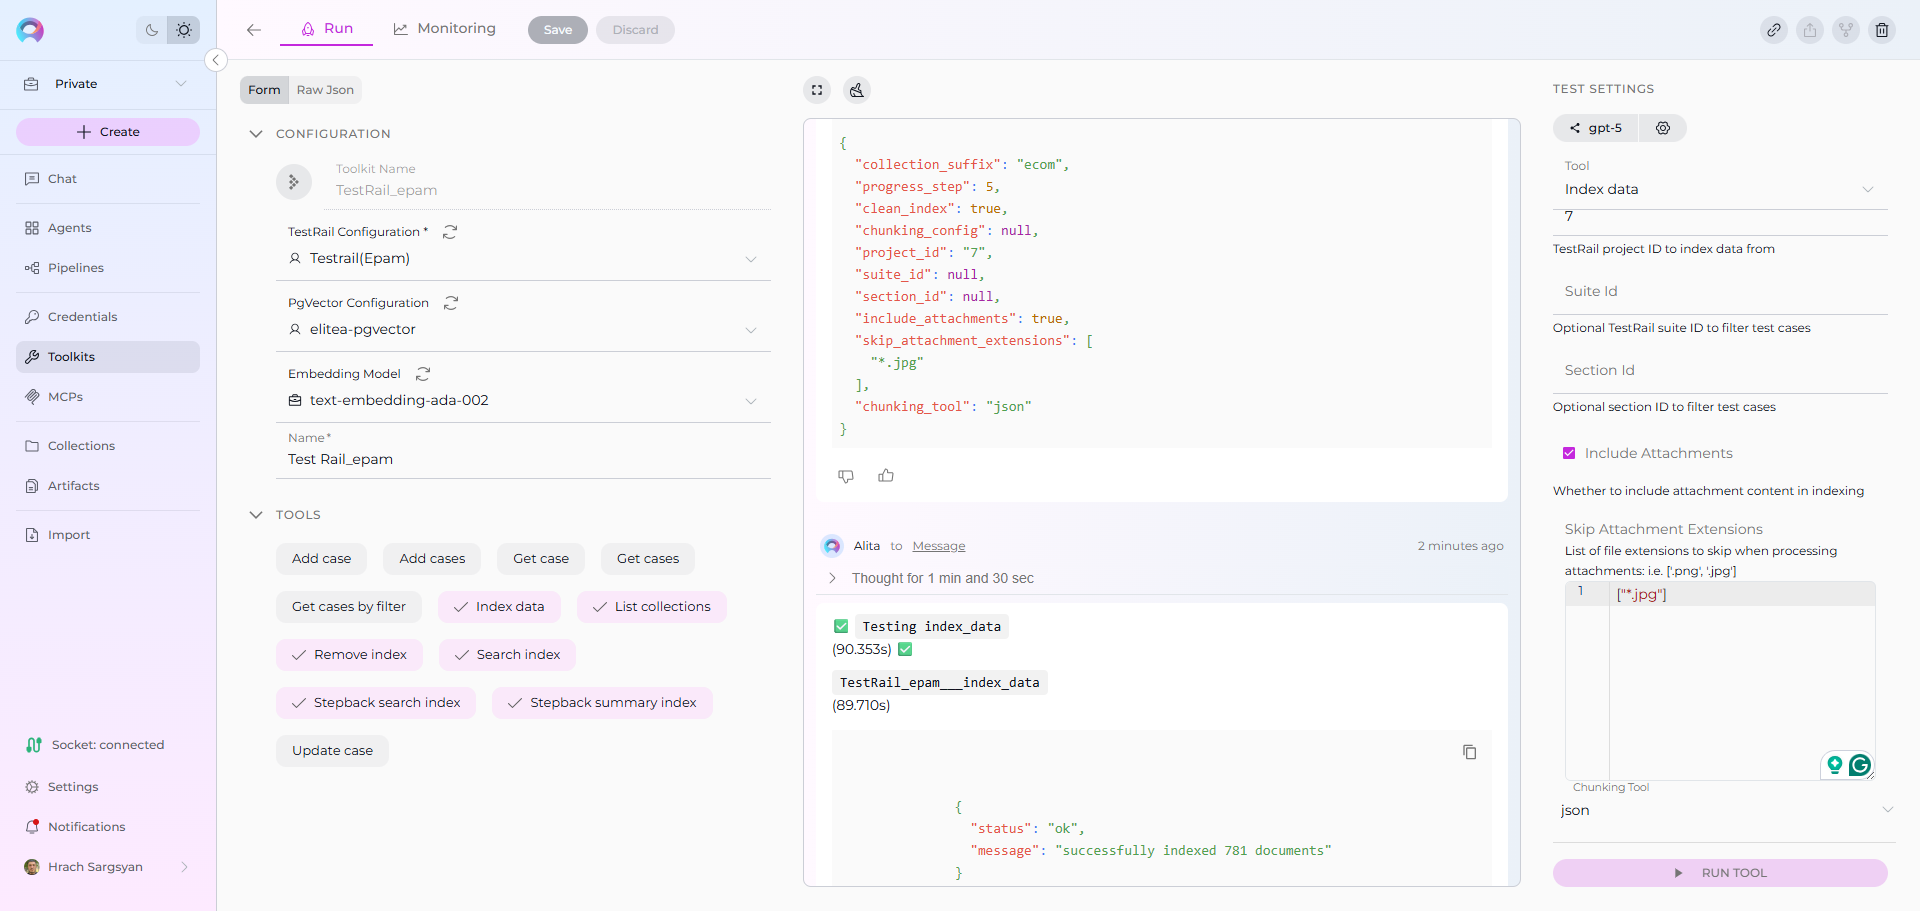 Private
Create
Chat
Agents
Pipelines
Credentials
Toolkits
MCPs
Collections
Artifacts
Import
Socket: connected
Settings
Notifications
Hrach Sargsyan
Run
Monitoring
Save
Discard
Form
Raw Json
CONFIGURATION
Toolkit Name
TestRail_epam
TestRail Configuration *
Testrail(Epam)
PgVector Configuration
elitea-pgvector
Embedding Model
text-embedding-ada-002
Name*
Test Rail_epam
TOOLS
Add case
Add cases
Get case
Get cases
Get cases by filter
Index data
List collections
Remove index
Search index
Stepback search index
Stepback summary index
Update case
{
"collection_suffix": "ecom",
"progress_step": 5,
"clean_index": true,
"chunking_config": null,
"project_id": "7",
"suite_id": null,
"section_id": null,
"include_attachments": true,
"skip_attachment_extensions": [
"*.jpg"
],
"chunking_tool": "json"
}
Alita to Message
2 minutes ago
Thought for 1 min and 30 sec
✅ Testing index_data
(90.353s) ✅
TestRail_epam___index_data
(89.710s)
{
"status": "ok",
"message": "successfully indexed 781 documents"
}
TEST SETTINGS
gpt-5
Tool
Index data
7
TestRail project ID to index data from
Suite Id
Optional TestRail suite ID to filter test cases
Section Id
Optional section ID to filter test cases
Include Attachments
Whether to include attachment content in indexing
Skip Attachment Extensions
List of file extensions to skip when processing
attachments: i.e. ['.png', '.jpg']
1
["*.jpg"]
Chunking Tool
json
RUN TOOL